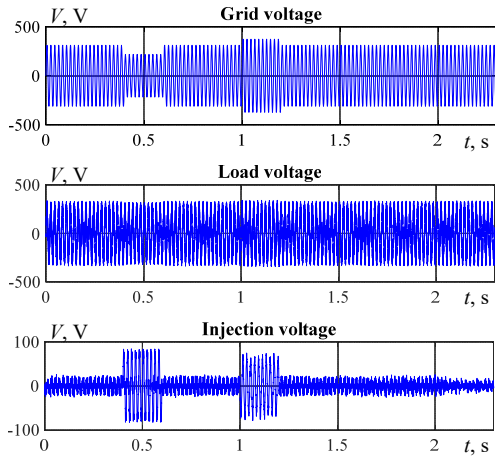 Grid voltage
V, V
500
0
-500
0 0.5 1 1.5 2 t, s
Load voltage
V, V
500
0
-500
0 0.5 1 1.5 2 t, s
Injection voltage
V, V
100
0
-100
0 0.5 1 1.5 2 t, s